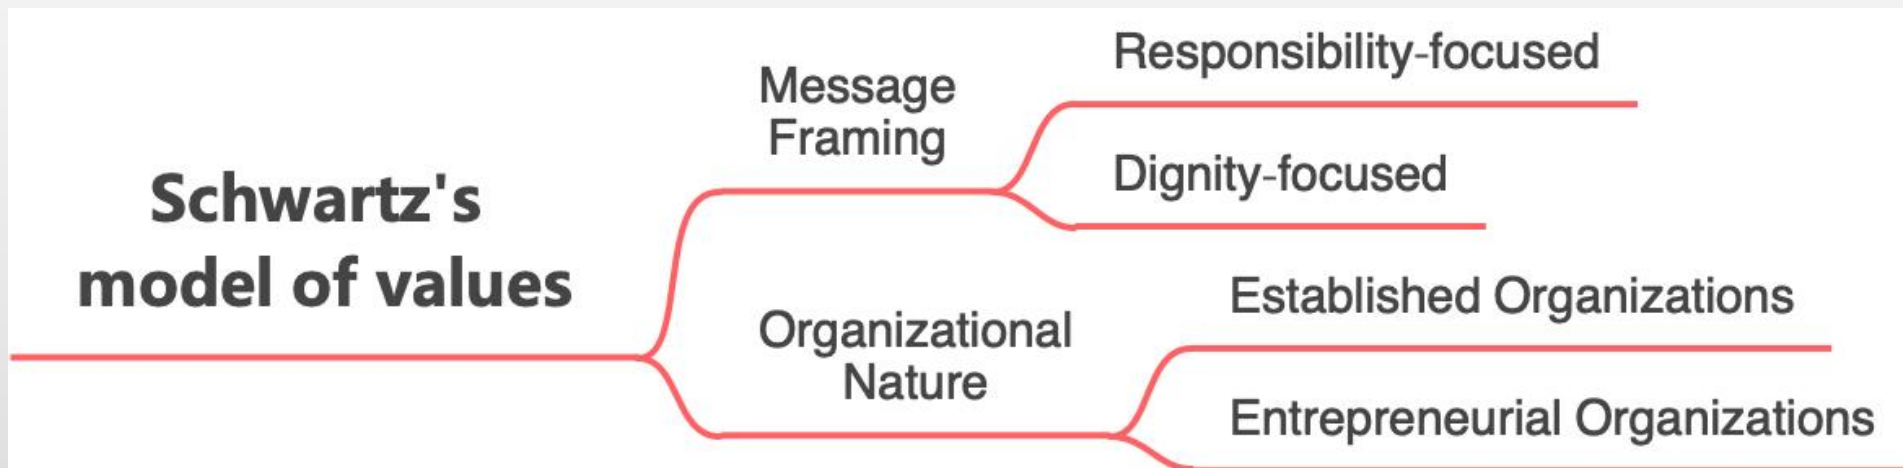 Schwartz's
model of values
Message
Framing
Responsibility-focused
Dignity-focused
Organizational
Nature
Established Organizations
Entrepreneurial Organizations